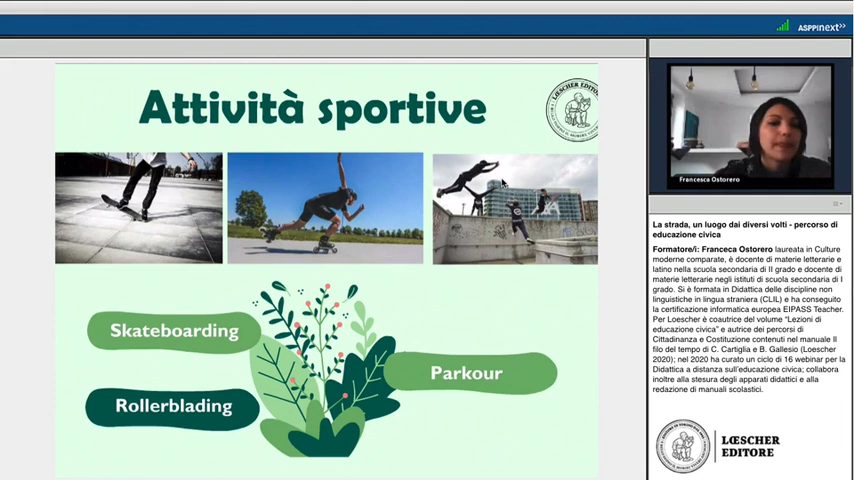 ASPPInext>>
Attività sportive
LŒSCHER EDITORE
Skateboarding
Rollerblading
Parkour
Francesca Ostorero
La strada, un luogo dai diversi volti - percorso di
educazione civica
Formatore/i: Franceca Ostorero laureata in Culture
moderne comparate, è docente di materie letterarie e
latino nella scuola secondaria di II grado e docente di
materie letterarie negli istituti di scuola secondaria di I
grado. Si è formata in Didattica delle discipline non
linguistiche in lingua straniera (CLIL) e ha conseguito
la certificazione informatica europea EIPASS Teacher.
Per Loescher è coautrice del volume “Lezioni di
educazione civica” e autrice dei percorsi di
Cittadinanza e Costituzione contenuti nel manuale Il
filo del tempo di C. Cartiglia e B. Gallesio (Loescher
2020); nel 2020 ha curato un ciclo di 16 webinar per la
Didattica a distanza sull'educazione civica; collabora
inoltre alla stesura degli apparati didattici e alla
redazione di manuali scolastici.
LŒSCHER
EDITORE